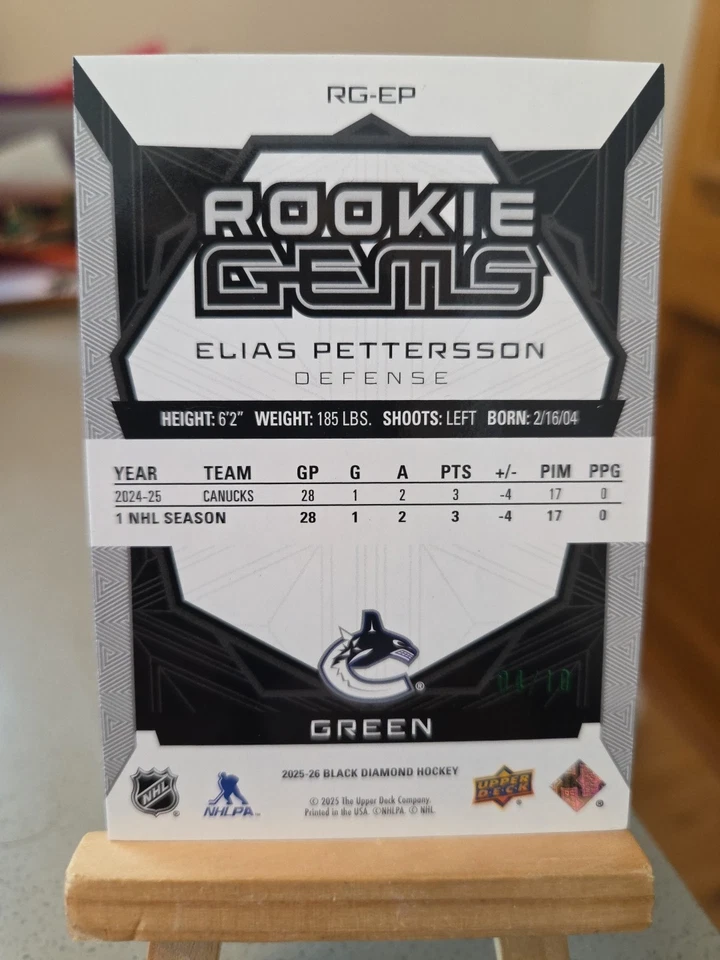 RG-EP
ROOKIE
GEMS
ELIAS PETTERSSON
DEFENSE
HEIGHT: 6'2" WEIGHT: 185 LBS. SHOOTS: LEFT BORN: 2/16/04
YEAR TEAM GP G A PTS +/- PIM PPG
2024-25 CANUCKS 28 1 2 3 -4 17 0
1 NHL SEASON 28 1 2 3 -4 17 0
®
GREEN
2025-26 BLACK DIAMOND HOCKEY
NHL ®
NHLPA™
© 2025 The Upper Deck Company.
Printed in the USA ©NHLPA © NHL
UPPER DECK
®